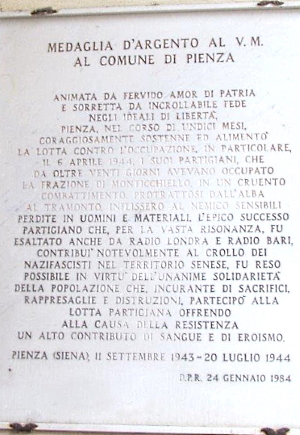 MEDAGLIA D'ARGENTO AL V.M.
AL COMUNE DI PIENZA
ANIMATA DA FERVIDO AMOR DI PATRIA
E SORRETTA DA INCROLLABILE FEDE
NEGLI IDEALI DI LIBERTA',
PIENZA, NEL CORSO DI UNDICI MESI,
CORAGGIOSAMENTE SOSTENNE ED ALIMENTO'
LA LOTTA CONTRO L'OCCUPAZIONE, IN PARTICOLARE,
IL 6 APRILE 1944, I SUOI PARTIGIANI, CHE
DA OLTRE VENTI GIORNI AVEVANO OCCUPATO
LA FRAZIONE DI MONTICCHIELLO, IN UN CRUENTO
COMBATTIMENTO PROTRATTOSI DALL'ALBA
AL TRAMONTO, INFLISSERO AL NEMICO SENSIBILI
PERDITE IN UOMINI E MATERIALI. L'EPICO SUCCESSO
PARTIGIANO CHE, PER LA VASTA RISONANZA, FU
ESALTATO ANCHE DA RADIO LONDRA E RADIO BARI,
CONTRIBUI' NOTEVOLMENTE AL CROLLO DEI
NAZIFASCISTI NEL TERRITORIO SENESE, FU RESO
POSSIBILE IN VIRTU' DELL'UNANIME SOLIDARIETA'
DELLA POPOLAZIONE CHE, INCURANTE DI SACRIFICI,
RAPPRESAGLIE E DISTRUZIONI, PARTECIPO' ALLA
LOTTA PARTIGIANA OFFRENDO
ALLA CAUSA DELLA RESISTENZA
UN ALTO CONTRIBUTO DI SANGUE E DI EROISMO.
PIENZA (SIENA), 11 SETTEMBRE 1943-20 LUGLIO 1944
D.P.R. 24 GENNAIO 1984